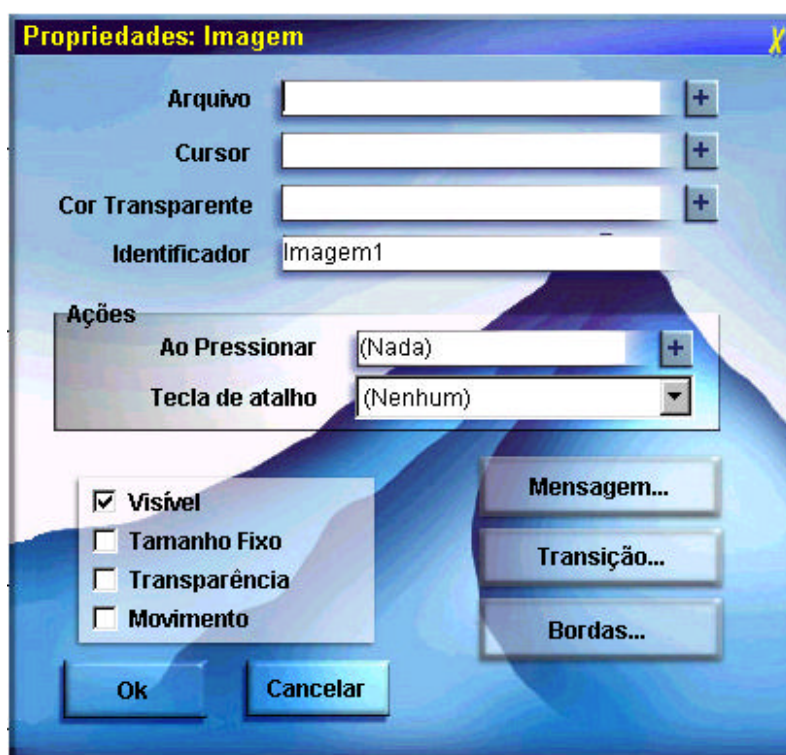 Propriedades: Imagem
X
Arquivo
+
Cursor
+
Cor Transparente
+
Identificador Imagem1
Ações
Ao Pressionar (Nada) +
Tecla de atalho (Nenhum)
Visível
Tamanho Fixo
Transparência
Movimento
Mensagem...
Transição...
Bordas...
Ok Cancelar